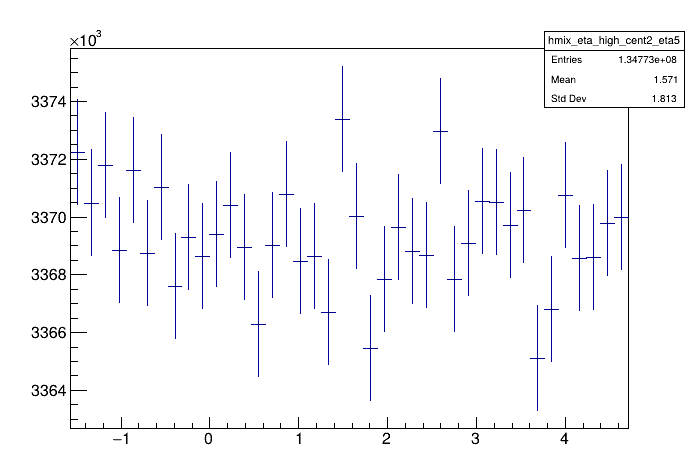 ×10³
hmix_eta_high_cent2_eta5
Entries 1.34773e+08
Mean 1.571
Std Dev 1.813
3374
3372
3370
3368
3366
3364
−1 0 1 2 3 4